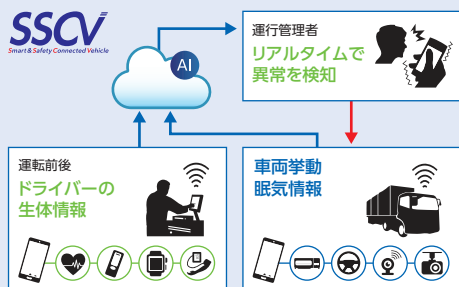 SSCV
Smart & Safety Connected Vehicle
AI
運行管理者
リアルタイムで
異常を検知
運転前後
ドライバーの
生体情報
車両挙動
眠気情報